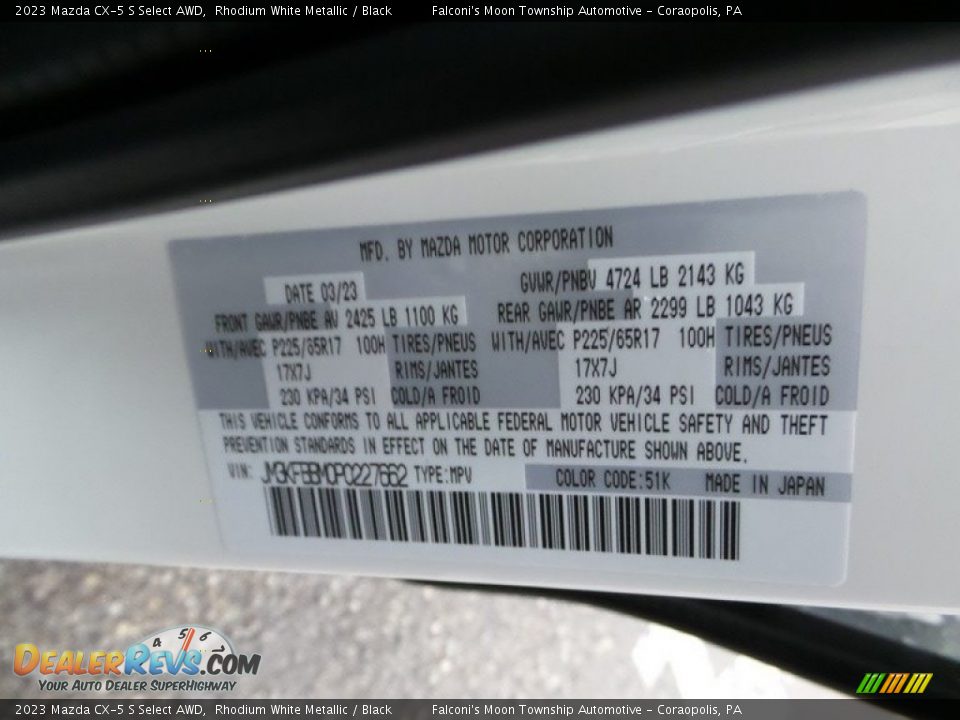 2023 Mazda CX-5 S Select AWD, Rhodium White Metallic / Black Falconi's Moon Township Automotive - Coraopolis, PA
MFD. BY MAZDA MOTOR CORPORATION
DATE 03/23 GVWR/PNBV 4724 LB 2143 KG
FRONT GAWR/PNBE AV 2425 LB 1100 KG REAR GAWR/PNBE AR 2299 LB 1043 KG
WITH/AVEC P225/65R17 100H TIRES/PNEUS WITH/AVEC P225/65R17 100H TIRES/PNEUS
17X7J RIMS/JANTES 17X7J RIMS/JANTES
230 KPA/34 PSI COLD/A FROID 230 KPA/34 PSI COLD/A FROID
THIS VEHICLE CONFORMS TO ALL APPLICABLE FEDERAL MOTOR VEHICLE SAFETY AND THEFT
PREVENTION STANDARDS IN EFFECT ON THE DATE OF MANUFACTURE SHOWN ABOVE.
VIN: JM3KFBBM0P0227662 TYPE:MPV COLOR CODE:51K MADE IN JAPAN
4 5 6
DEALERREVS.COM
YOUR AUTO DEALER SUPERHIGHWAY
2023 Mazda CX-5 S Select AWD, Rhodium White Metallic / Black Falconi's Moon Township Automotive - Coraopolis, PA